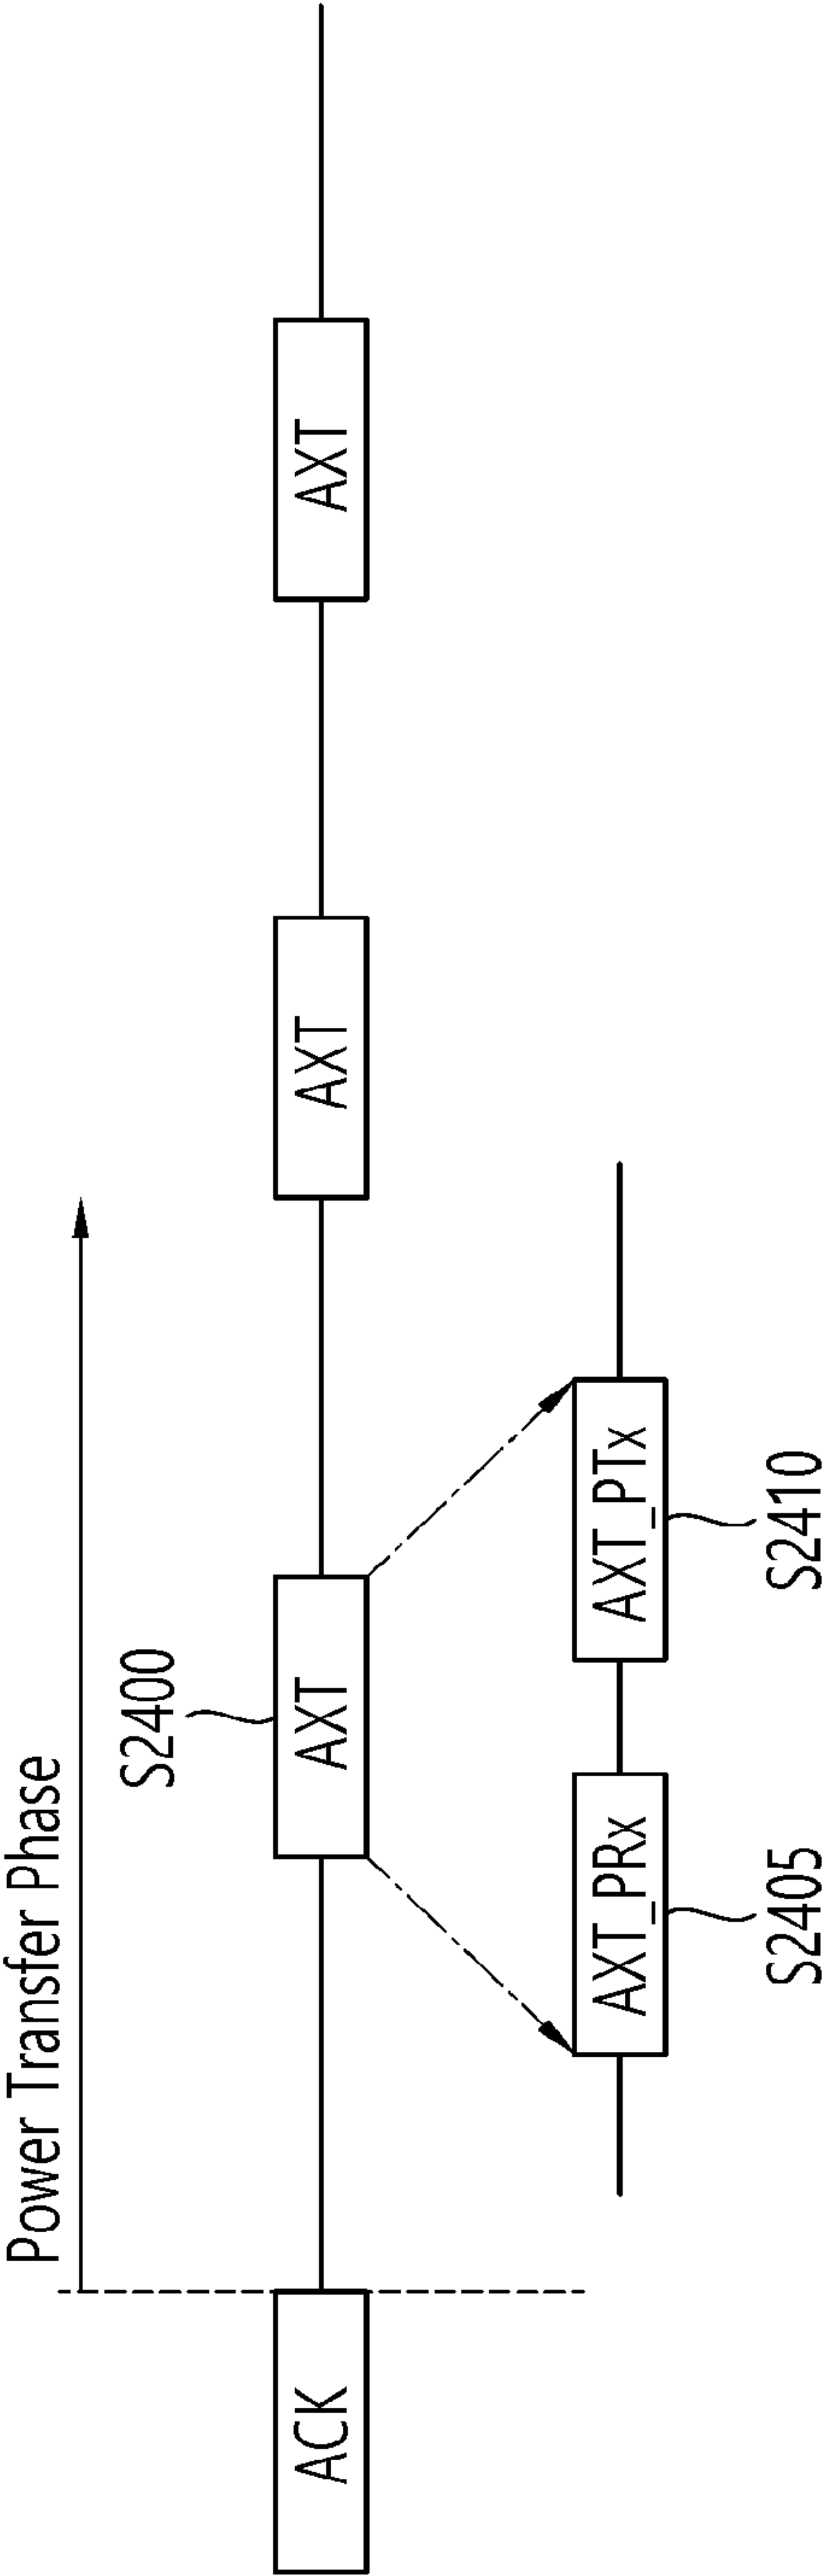 Power Transfer Phase
S2400
ACK
AXT
AXT
AXT
AXT_PRx
AXT_PTx
S2405
S2410